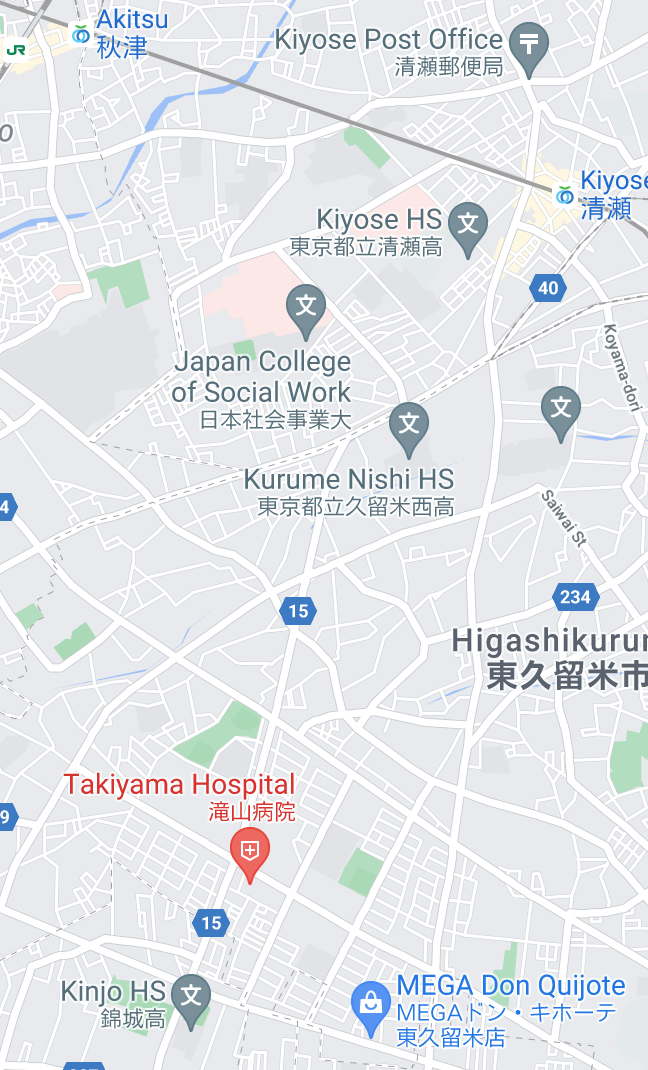 Akitsu
秋津
JR
Kiyose Post Office
清瀬郵便局
Kiyose
清瀬
Kiyose HS
東京都立清瀬高
40
Koyama-dori
Japan College
of Social Work
日本社会事業大
Kurume Nishi HS
東京都立久留米西高
4
Saiwai St
15
234
Higashikurum
東久留米市
Takiyama Hospital
滝山病院
9
15
Kinjo HS
錦城高
MEGA Don Quijote
MEGAドン・キホーテ
東久留米店